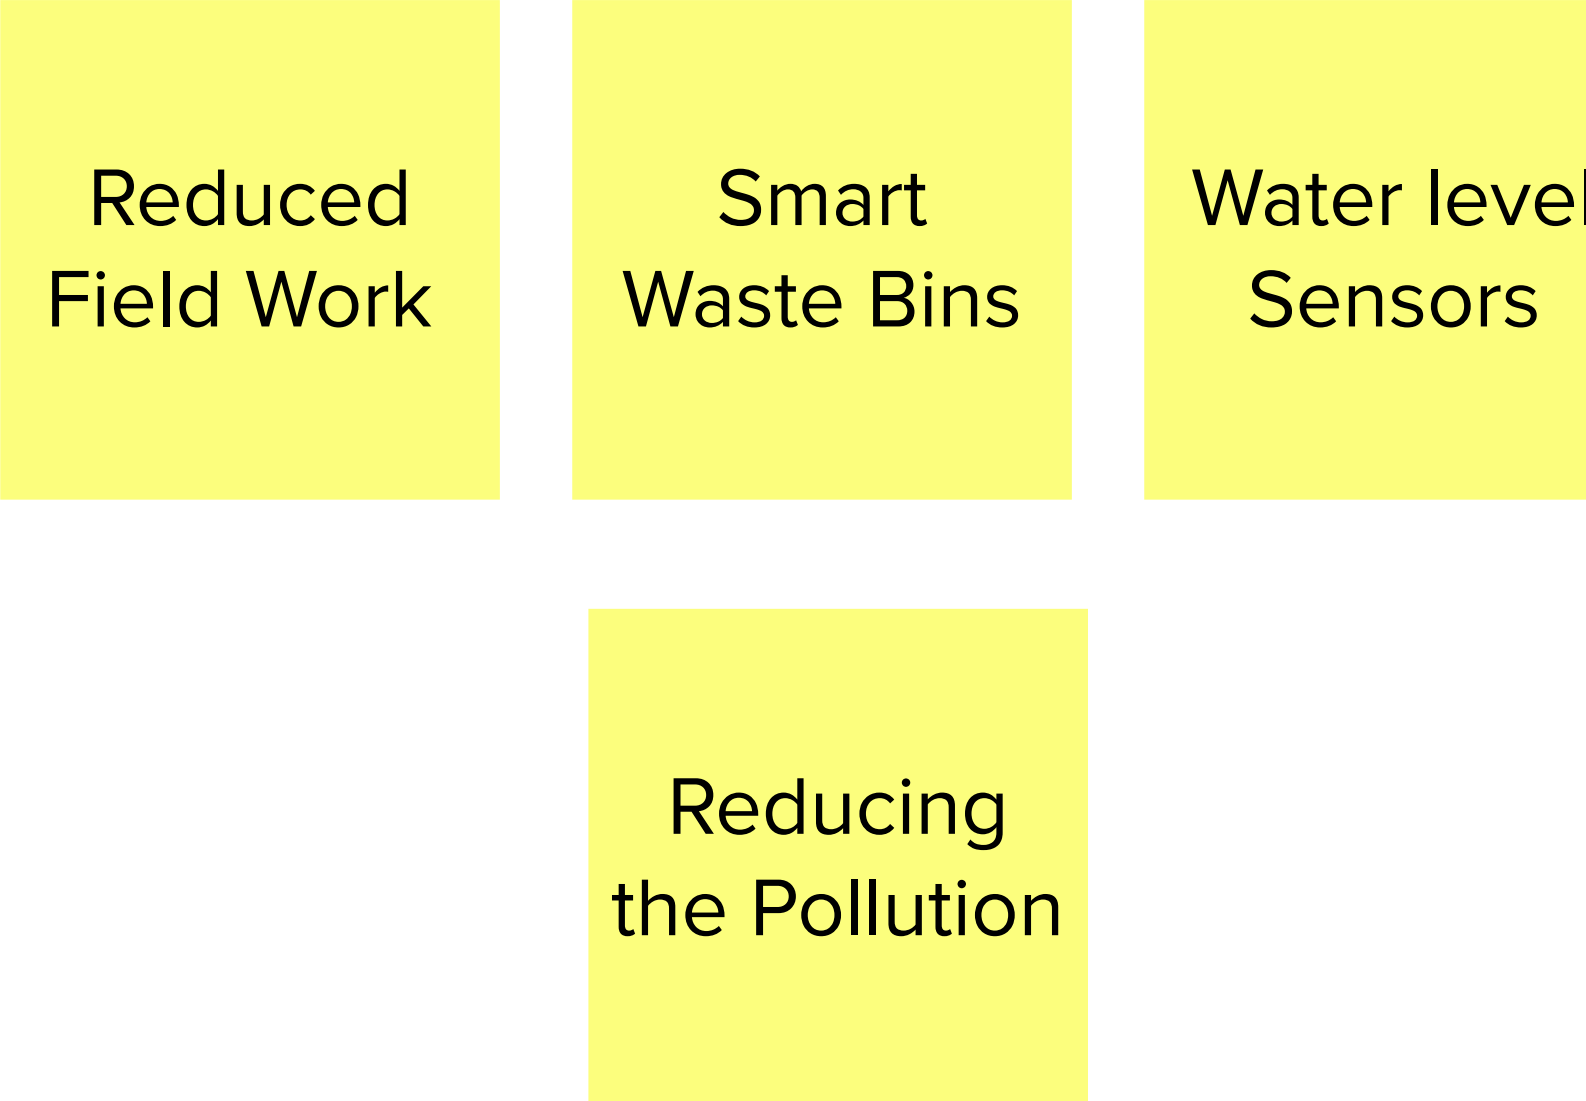 Reduced
Field Work
Smart
Waste Bins
Water level
Sensors
Reducing
the Pollution